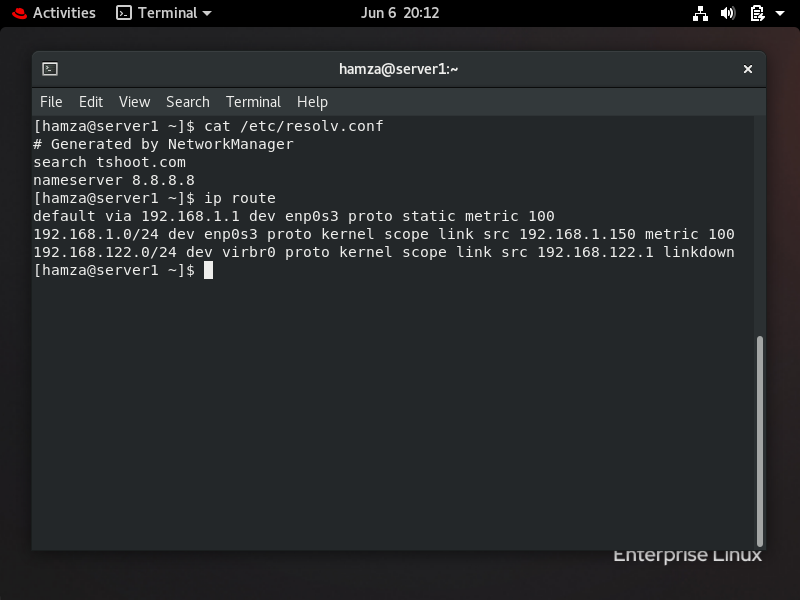 Activities Terminal Jun 6 20:12
hamza@server1:~
File Edit View Search Terminal Help
[hamza@server1 ~]$ cat /etc/resolv.conf
# Generated by NetworkManager
search tshoot.com
nameserver 8.8.8.8
[hamza@server1 ~]$ ip route
default via 192.168.1.1 dev enp0s3 proto static metric 100
192.168.1.0/24 dev enp0s3 proto kernel scope link src 192.168.1.150 metric 100
192.168.122.0/24 dev virbr0 proto kernel scope link src 192.168.122.1 linkdown
[hamza@server1 ~]$
Enterprise Linux